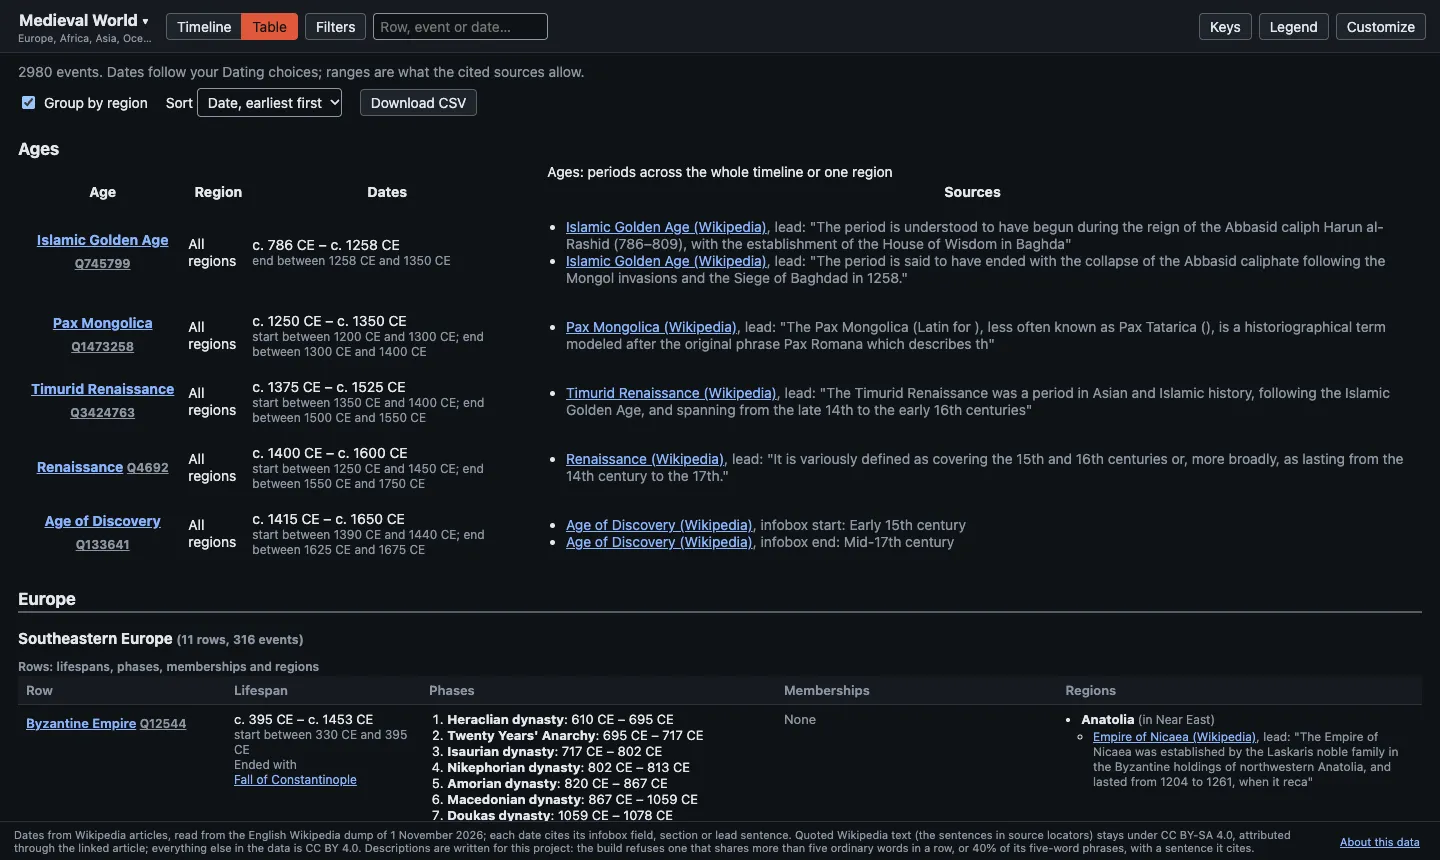 Medieval World ▾
Europe, Africa, Asia, Oce...
Timeline
Table
Filters
Row, event or date...
Keys
Legend
Customize
2980 events. Dates follow your Dating choices; ranges are what the cited sources allow.
Group by region
Sort
Date, earliest first
Download CSV
Ages
Ages: periods across the whole timeline or one region
Age Region Dates Sources
Islamic Golden Age
Q745799
All
regions
c. 786 CE – c. 1258 CE
end between 1258 CE and 1350 CE
• Islamic Golden Age (Wikipedia), lead: "The period is understood to have begun during the reign of the Abbasid caliph Harun al-
Rashid (786–809), with the establishment of the House of Wisdom in Baghda"
• Islamic Golden Age (Wikipedia), lead: "The period is said to have ended with the collapse of the Abbasid caliphate following the
Mongol invasions and the Siege of Baghdad in 1258."
Pax Mongolica
Q1473258
All
regions
c. 1250 CE – c. 1350 CE
start between 1200 CE and 1300 CE; end
between 1300 CE and 1400 CE
• Pax Mongolica (Wikipedia), lead: "The Pax Mongolica (Latin for ), less often known as Pax Tatarica (), is a historiographical term
modeled after the original phrase Pax Romana which describes th"
Timurid Renaissance
Q3424763
All
regions
c. 1375 CE – c. 1525 CE
start between 1350 CE and 1400 CE; end
between 1500 CE and 1550 CE
• Timurid Renaissance (Wikipedia), lead: "The Timurid Renaissance was a period in Asian and Islamic history, following the Islamic
Golden Age, and spanning from the late 14th to the early 16th centuries"
Renaissance Q4692
All
regions
c. 1400 CE – c. 1600 CE
start between 1250 CE and 1450 CE; end
between 1550 CE and 1750 CE
• Renaissance (Wikipedia), lead: "It is variously defined as covering the 15th and 16th centuries or, more broadly, as lasting from the
14th century to the 17th."
Age of Discovery
Q133641
All
regions
c. 1415 CE – c. 1650 CE
start between 1390 CE and 1440 CE; end
between 1625 CE and 1675 CE
• Age of Discovery (Wikipedia), infobox start: Early 15th century
• Age of Discovery (Wikipedia), infobox end: Mid-17th century
Europe
Southeastern Europe (11 rows, 316 events)
Rows: lifespans, phases, memberships and regions
Row Lifespan Phases Memberships Regions
Byzantine Empire Q12544
c. 395 CE – c. 1453 CE
start between 330 CE and 395
CE
Ended with
Fall of Constantinople
1. Heraclian dynasty: 610 CE – 695 CE
2. Twenty Years' Anarchy: 695 CE – 717 CE
3. Isaurian dynasty: 717 CE – 802 CE
4. Nikephorian dynasty: 802 CE – 813 CE
5. Amorian dynasty: 820 CE – 867 CE
6. Macedonian dynasty: 867 CE – 1059 CE
7. Doukas dynasty: 1059 CE – 1078 CE
None
• Anatolia (in Near East)
◦ Empire of Nicaea (Wikipedia), lead: "The Empire of
Nicaea was established by the Laskaris noble family in
the Byzantine holdings of northwestern Anatolia, and
lasted from 1204 to 1261, when it reca"
Dates from Wikipedia articles, read from the English Wikipedia dump of 1 November 2026; each date cites its infobox field, section or lead sentence. Quoted Wikipedia text (the sentences in source locators) stays under CC BY-SA 4.0, attributed
through the linked article; everything else in the data is CC BY 4.0. Descriptions are written for this project: the build refuses one that shares more than five ordinary words in a row, or 40% of its five-word phrases, with a sentence it cites.
About this data